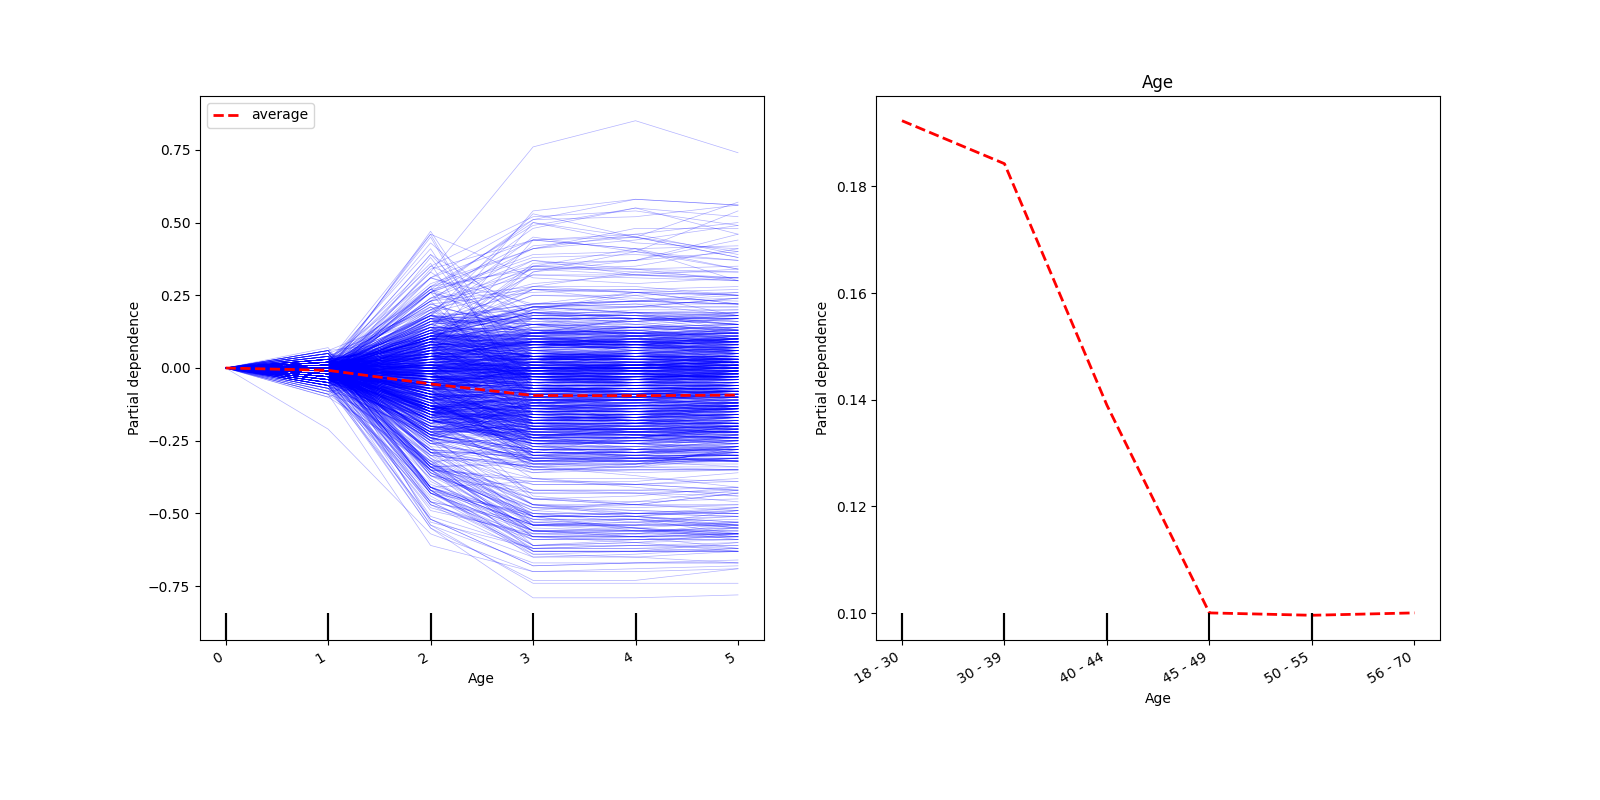 average
0.75
0.50
0.25
0.00
−0.25
−0.50
−0.75
Partial dependence
0 1 2 3 4 5
Age
Age
0.18
0.16
0.14
0.12
0.10
Partial dependence
18 - 30 30 - 39 40 - 44 45 - 49 50 - 55 56 - 70
Age